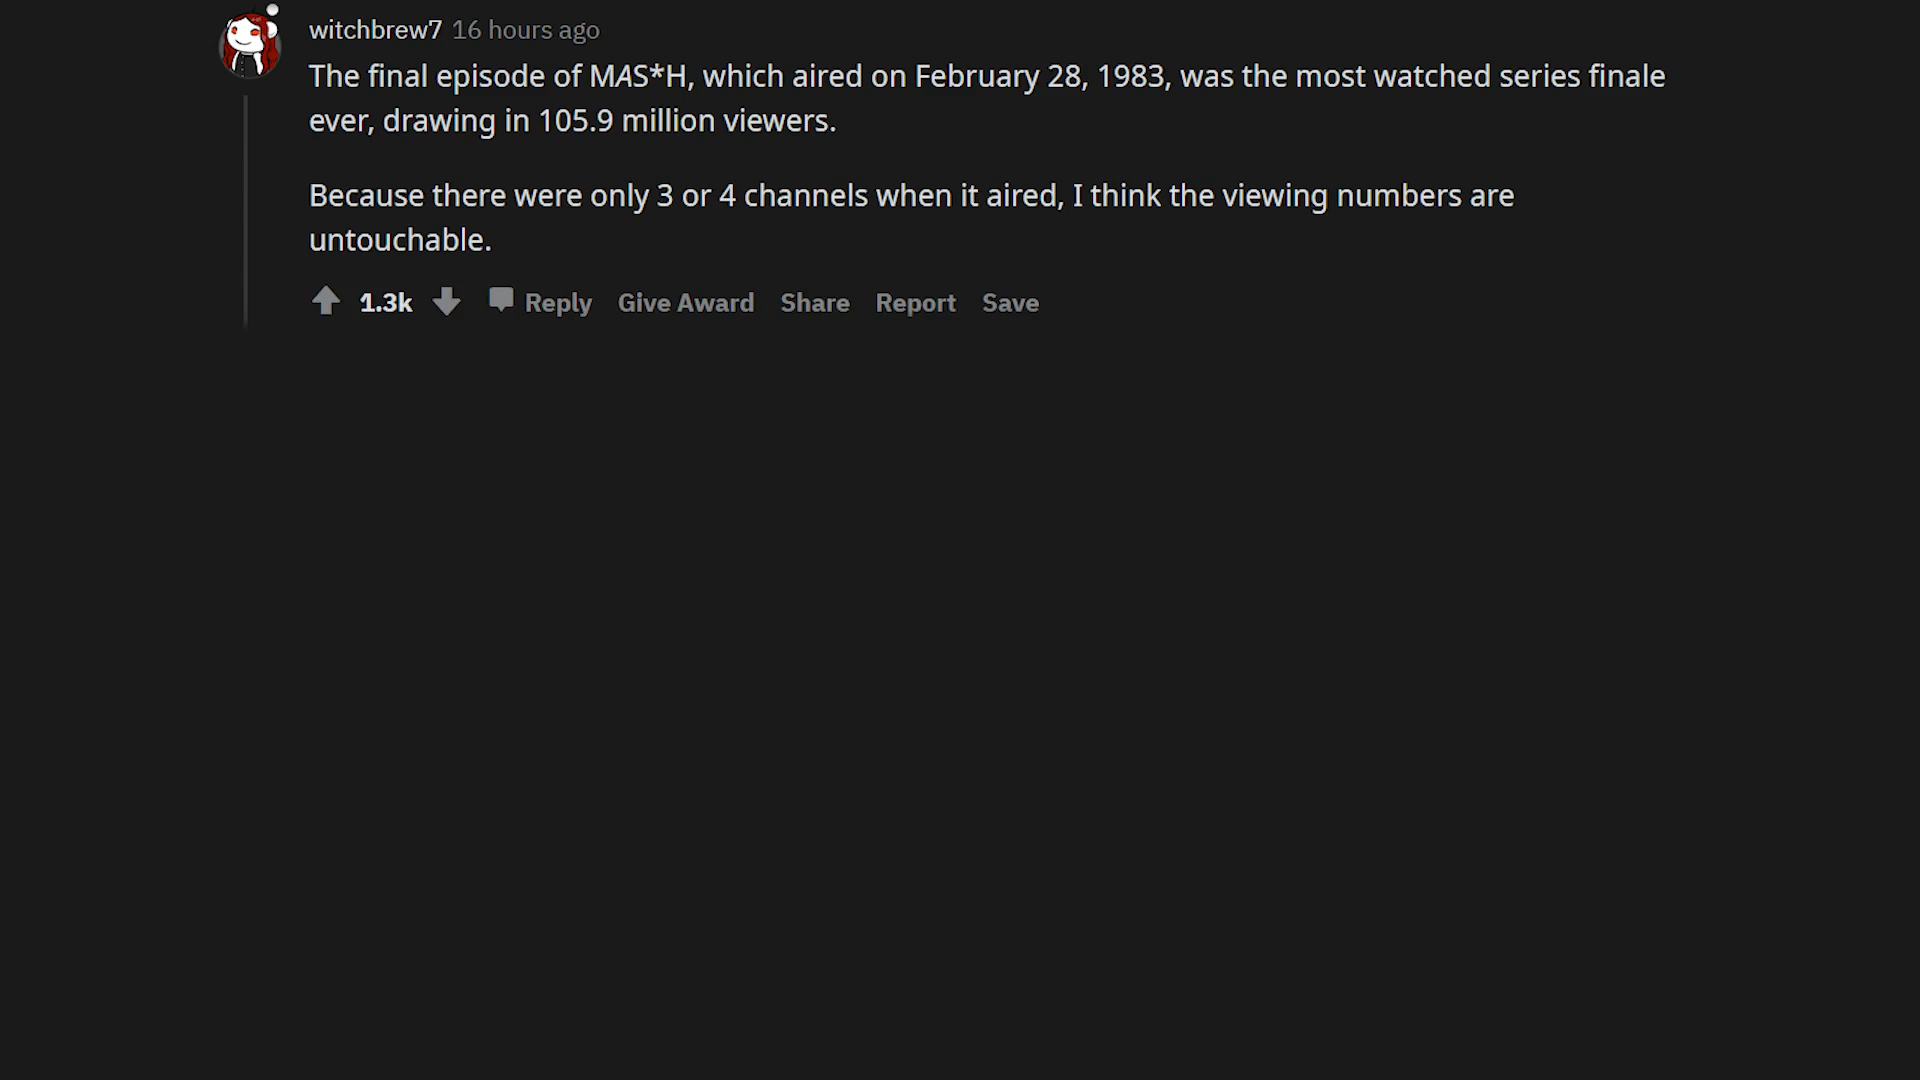 witchbrew7 16 hours ago
The final episode of MAS*H, which aired on February 28, 1983, was the most watched series finale
ever, drawing in 105.9 million viewers.
Because there were only 3 or 4 channels when it aired, I think the viewing numbers are
untouchable.
1.3k Reply Give Award Share Report Save